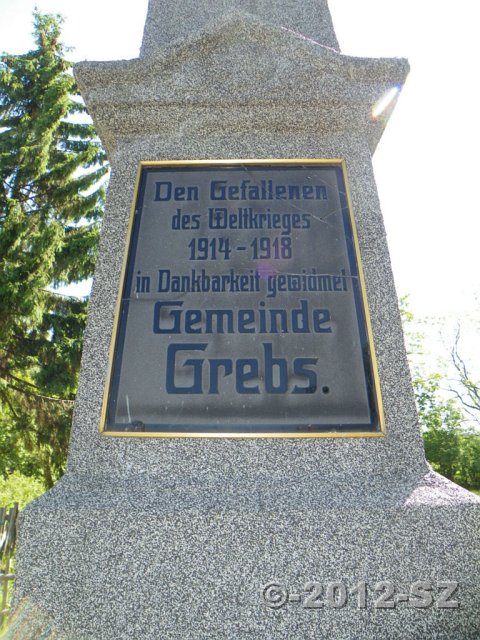 Den Gefallenen
des Weltkrieges
1914 - 1918
in Dankbarkeit gewidmet
Gemeinde
Grebs.
©-2012-SZ